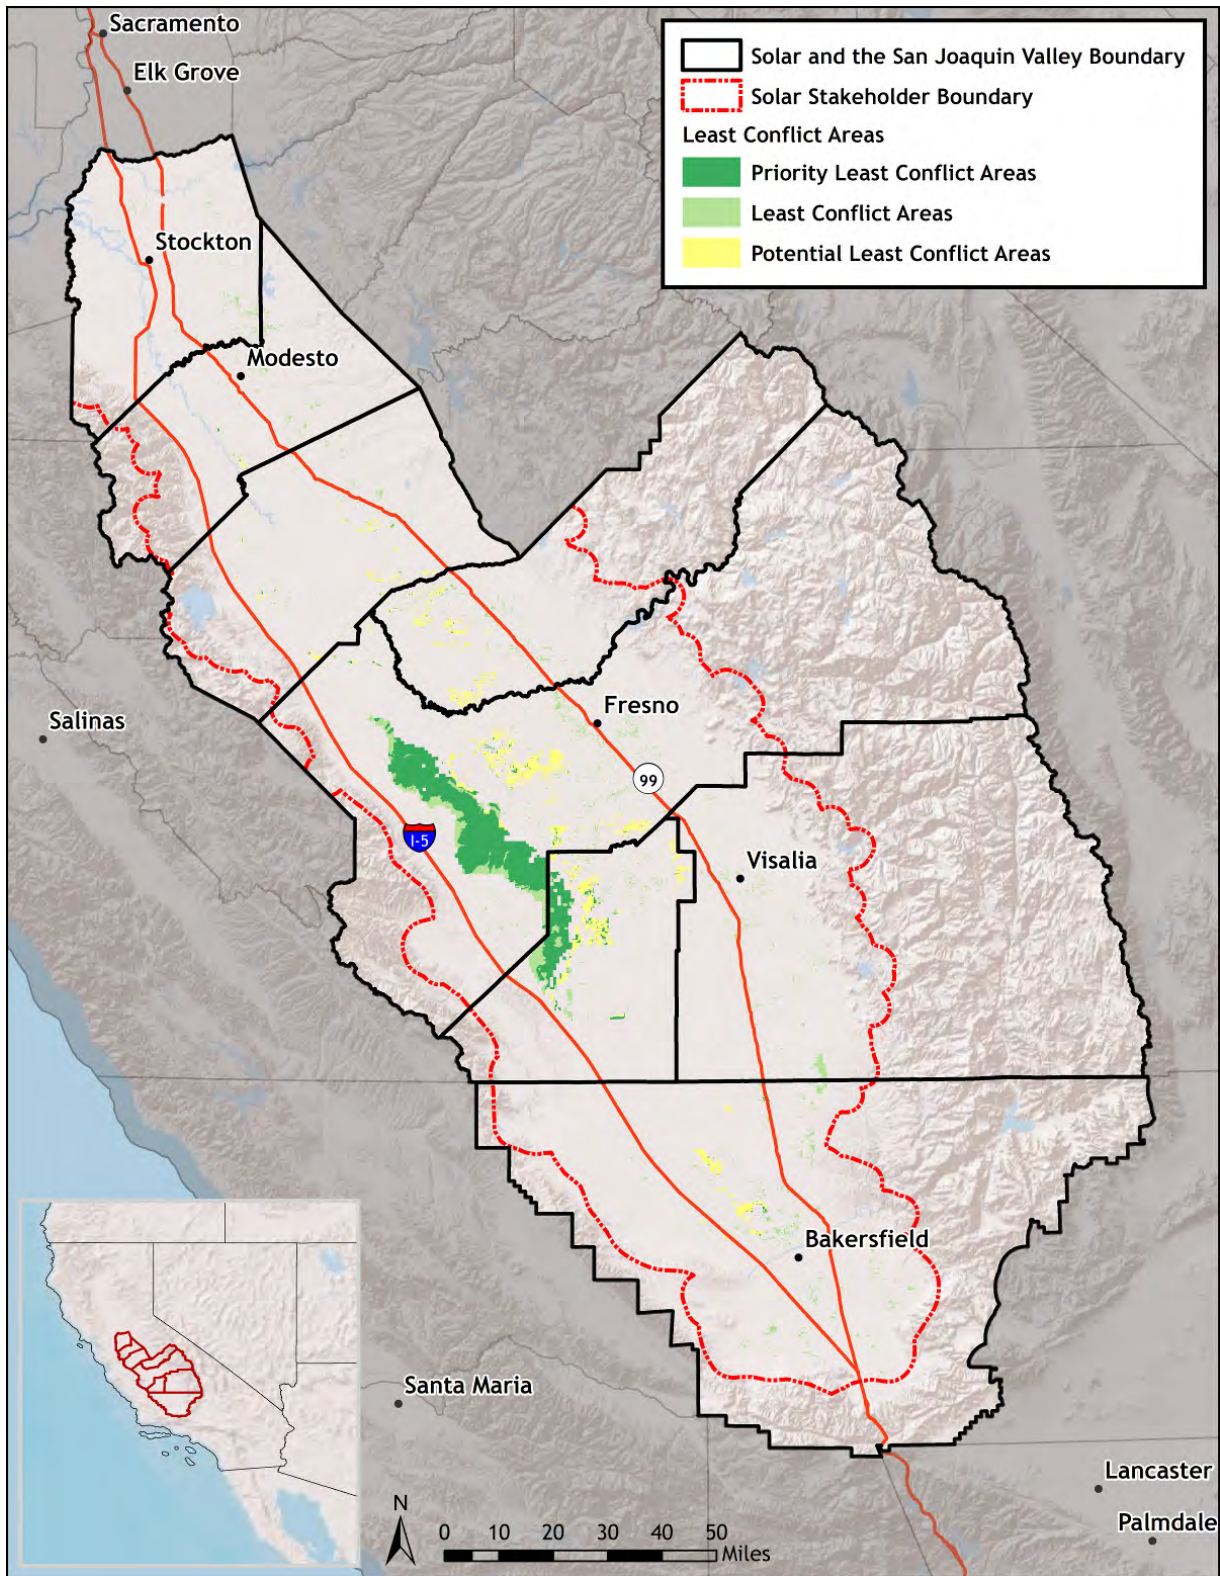 Sacramento
Elk Grove
Solar and the San Joaquin Valley Boundary
Solar Stakeholder Boundary
Least Conflict Areas
Priority Least Conflict Areas
Least Conflict Areas
Potential Least Conflict Areas
Stockton
Modesto
Salinas
Fresno
99
I-5
Visalia
Bakersfield
Santa Maria
Lancaster
Palmdale
N
0 10 20 30 40 50
Miles